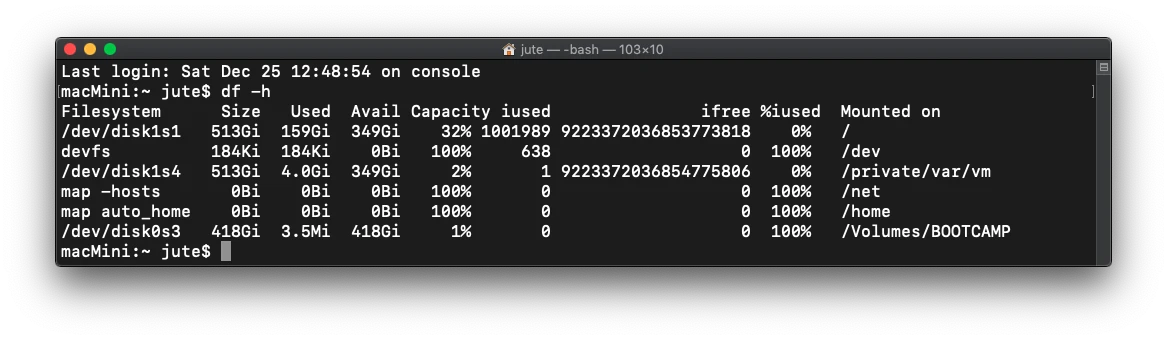 jute — -bash — 103×10
Last login: Sat Dec 25 12:48:54 on console
[macMini:~ jute$ df -h ]
Filesystem      Size   Used  Avail Capacity iused               ifree %iused  Mounted on
/dev/disk1s1   513Gi  159Gi  349Gi    32% 1001989 9223372036853773818    0%   /
devfs          184Ki  184Ki    0Bi   100%     638                   0  100%   /dev
/dev/disk1s4   513Gi  4.0Gi  349Gi     2%       1 9223372036854775806    0%   /private/var/vm
map -hosts       0Bi    0Bi    0Bi   100%       0                   0  100%   /net
map auto_home    0Bi    0Bi    0Bi   100%       0                   0  100%   /home
/dev/disk0s3   418Gi  3.5Mi  418Gi     1%       0                   0  100%   /Volumes/BOOTCAMP
macMini:~ jute$